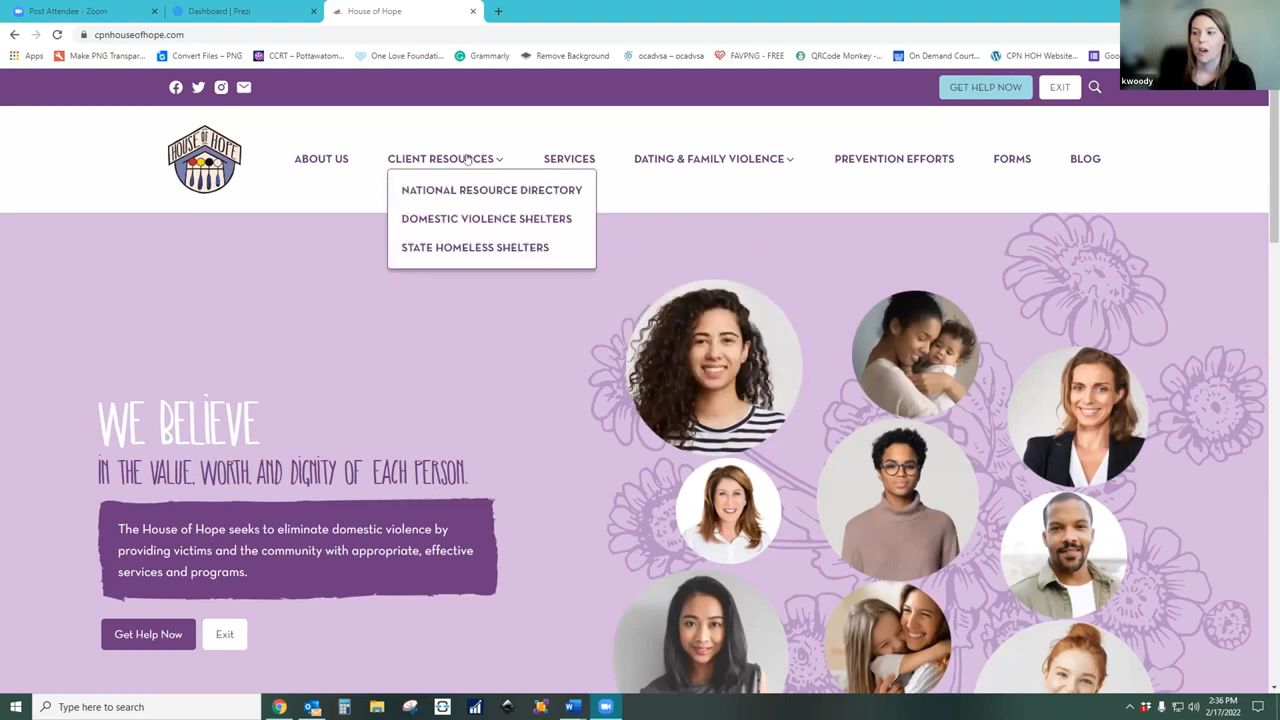 Post Attendee - Zoom
Dashboard | Prezi
House of Hope
cpnhouseofhope.com
Apps
Make PNG Transpar...
Convert Files – PNG
CCRT – Pottawatom...
One Love Foundati...
Grammarly
Remove Background
ocadvsa – ocadvsa
FAVPNG - FREE
QRCode Monkey -...
On Demand Court...
CPN HOH Website...
Goo
kwoody
GET HELP NOW
EXIT
HOUSE OF HOPE
ABOUT US
CLIENT RESOURCES
SERVICES
DATING & FAMILY VIOLENCE
PREVENTION EFFORTS
FORMS
BLOG
NATIONAL RESOURCE DIRECTORY
DOMESTIC VIOLENCE SHELTERS
STATE HOMELESS SHELTERS
WE BELIEVE
IN THE VALUE, WORTH, AND DIGNITY OF EACH PERSON.
The House of Hope seeks to eliminate domestic violence by
providing victims and the community with appropriate, effective
services and programs.
Get Help Now
Exit
Type here to search
2:36 PM
2/17/2022